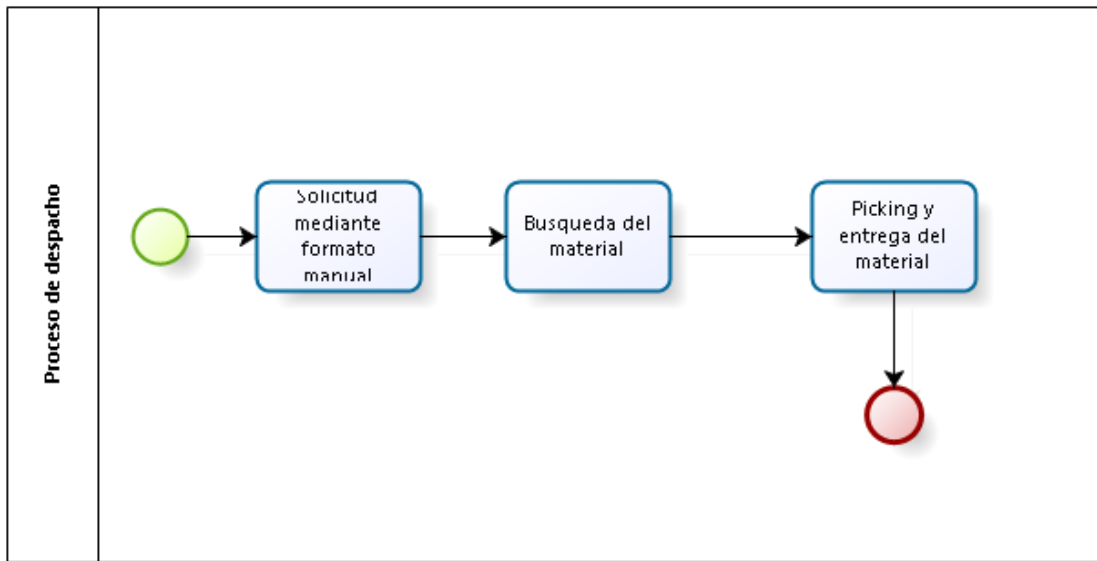 Proceso de despacho
Solicitud
mediante
formato
manual
Busqueda del
material
Picking y
entrega del
material